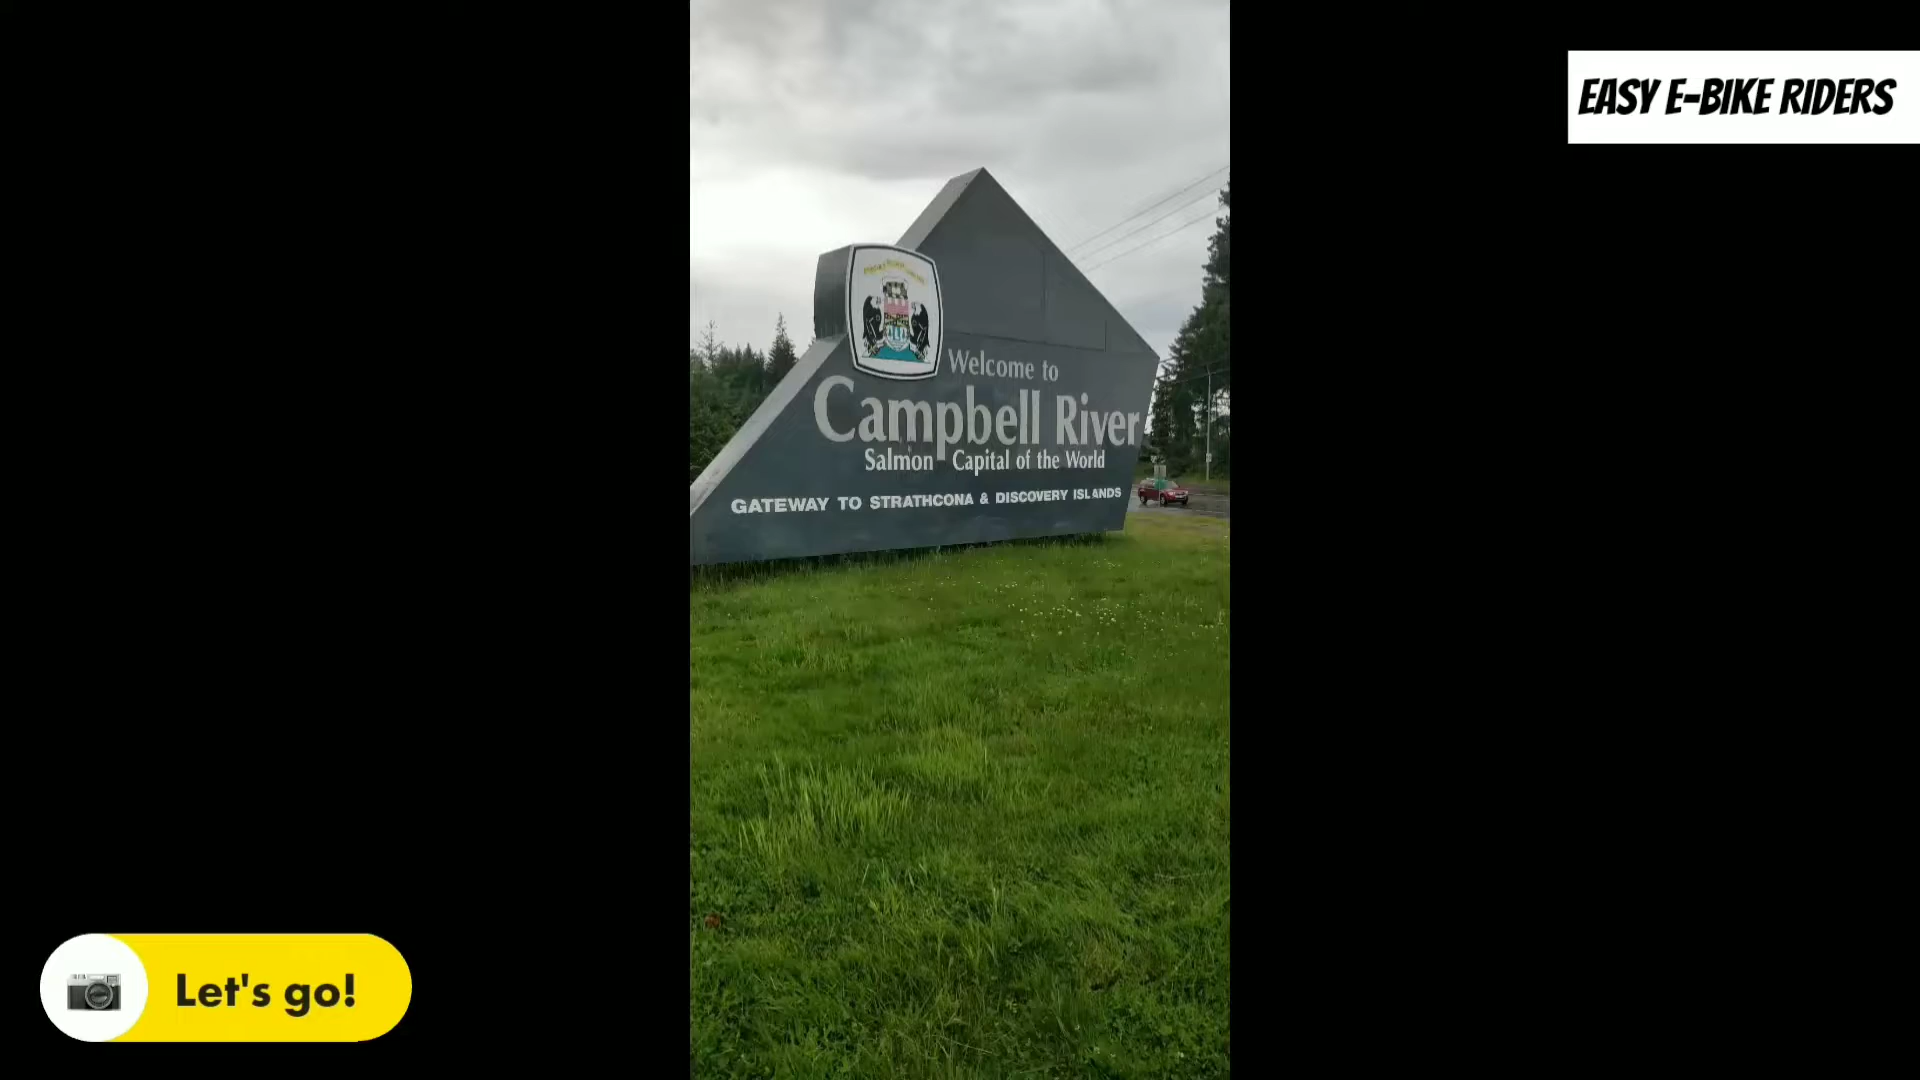 EASY E-BIKE RIDERS
Welcome to
Campbell River
Salmon Capital of the World
GATEWAY TO STRATHCONA & DISCOVERY ISLANDS
Let's go!